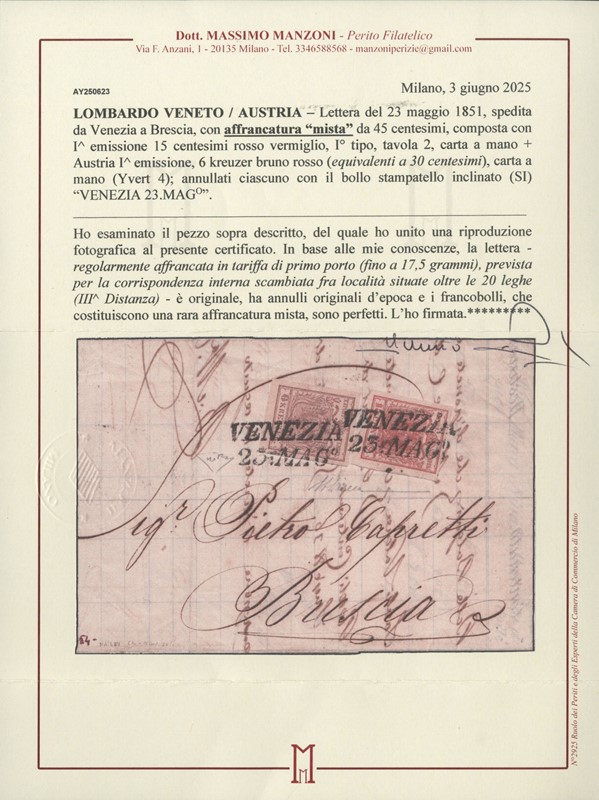 Dott. MASSIMO MANZONI - Perito Filatelico
Via F. Anzani, 1 - 20135 Milano - Tel. 3346588568 - manzoniperizie@gmail.com
AY250623
Milano, 3 giugno 2025
LOMBARDO VENETO / AUSTRIA – Lettera del 23 maggio 1851, spedita
da Venezia a Brescia, con affrancatura “mista” da 45 centesimi, composta con
I^ emissione 15 centesimi rosso vermiglio, I° tipo, tavola 2, carta a mano +
Austria I^ emissione, 6 kreuzer bruno rosso (equivalenti a 30 centesimi), carta a
mano (Yvert 4); annullati ciascuno con il bollo stampatello inclinato (SI)
“VENEZIA 23.MAGᴼ”.
Ho esaminato il pezzo sopra descritto, del quale ho unito una riproduzione
fotografica al presente certificato. In base alle mie conoscenze, la lettera -
regolarmente affrancata in tariffa di primo porto (fino a 17,5 grammi), prevista
per la corrispondenza interna scambiata fra località situate oltre le 20 leghe
(III^ Distanza) - è originale, ha annulli originali d’epoca e i francobolli, che
costituiscono una rara affrancatura mista, sono perfetti. L’ho firmata.*********
VENEZIA
23.MAGº
VENEZIA
23.MAGº
Sigr Pietro Capretti
Brescia
N°2925 Ruolo dei Periti e degli Esperti della Camera di Commercio di Milano
M